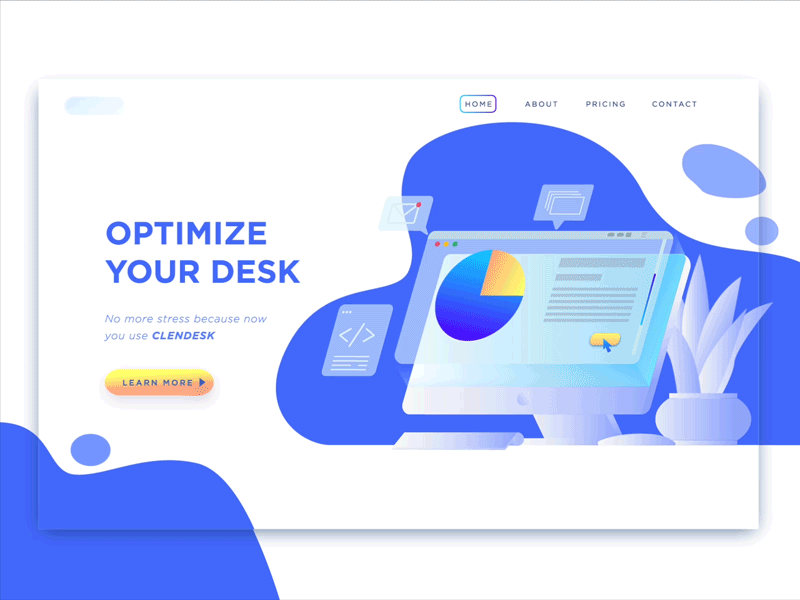 HOME
ABOUT
PRICING
CONTACT
OPTIMIZE
YOUR DESK
No more stress because now
you use CLENDESK
LEARN MORE
</>